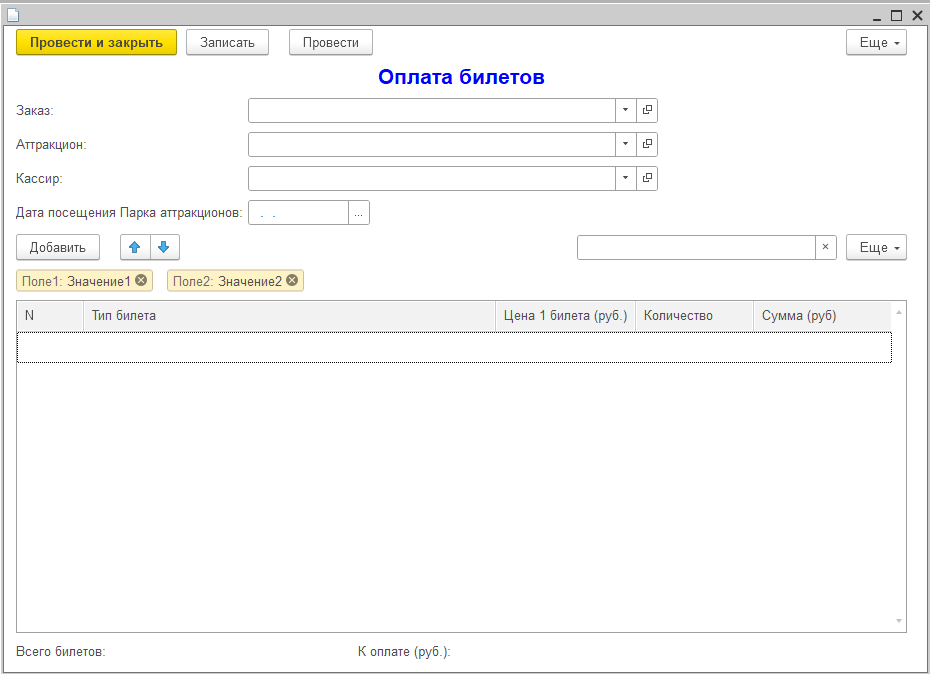 Провести и закрыть Записать Провести Еще
Оплата билетов
Заказ:
Аттракцион:
Кассир:
Дата посещения Парка аттракционов: . . ...
Добавить × Еще
Поле1: Значение1 Поле2: Значение2
N Тип билета Цена 1 билета (руб.) Количество Сумма (руб)
Всего билетов: К оплате (руб.):